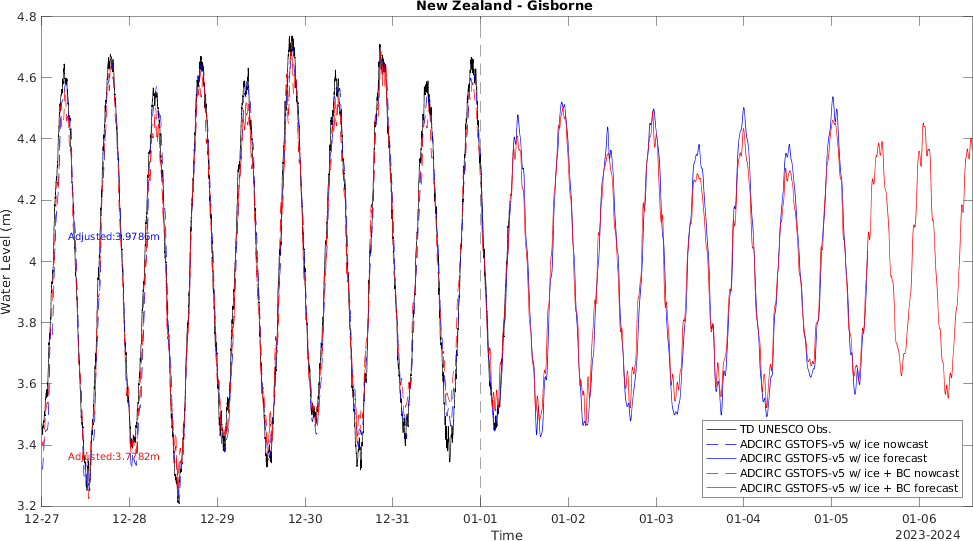 New Zealand - Gisborne
Water Level (m)
4.8
4.6
4.4
4.2
4
3.8
3.6
3.4
3.2
Adjusted:3.9786m
Adjusted:3.7782m
TD UNESCO Obs.
ADCIRC GSTOFS-v5 w/ ice nowcast
ADCIRC GSTOFS-v5 w/ ice forecast
ADCIRC GSTOFS-v5 w/ ice + BC nowcast
ADCIRC GSTOFS-v5 w/ ice + BC forecast
12-27 12-28 12-29 12-30 12-31 01-01 01-02 01-03 01-04 01-05 01-06
Time
2023-2024